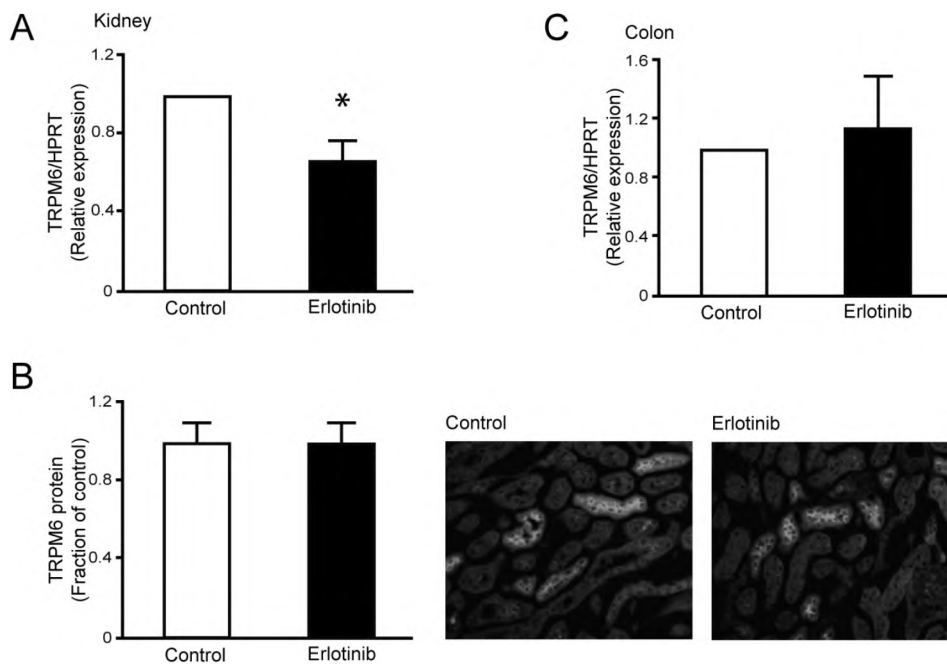 A
Kidney
TRPM6/HPRT
(Relative expression)
1.2
0.8
0.4
0
*
Control
Erlotinib
C
Colon
TRPM6/HPRT
(Relative expression)
1.6
1.2
0.8
0.4
0
Control
Erlotinib
B
TRPM6 protein
(Fraction of control)
1.2
0.8
0.4
0
Control
Erlotinib
Control
Erlotinib